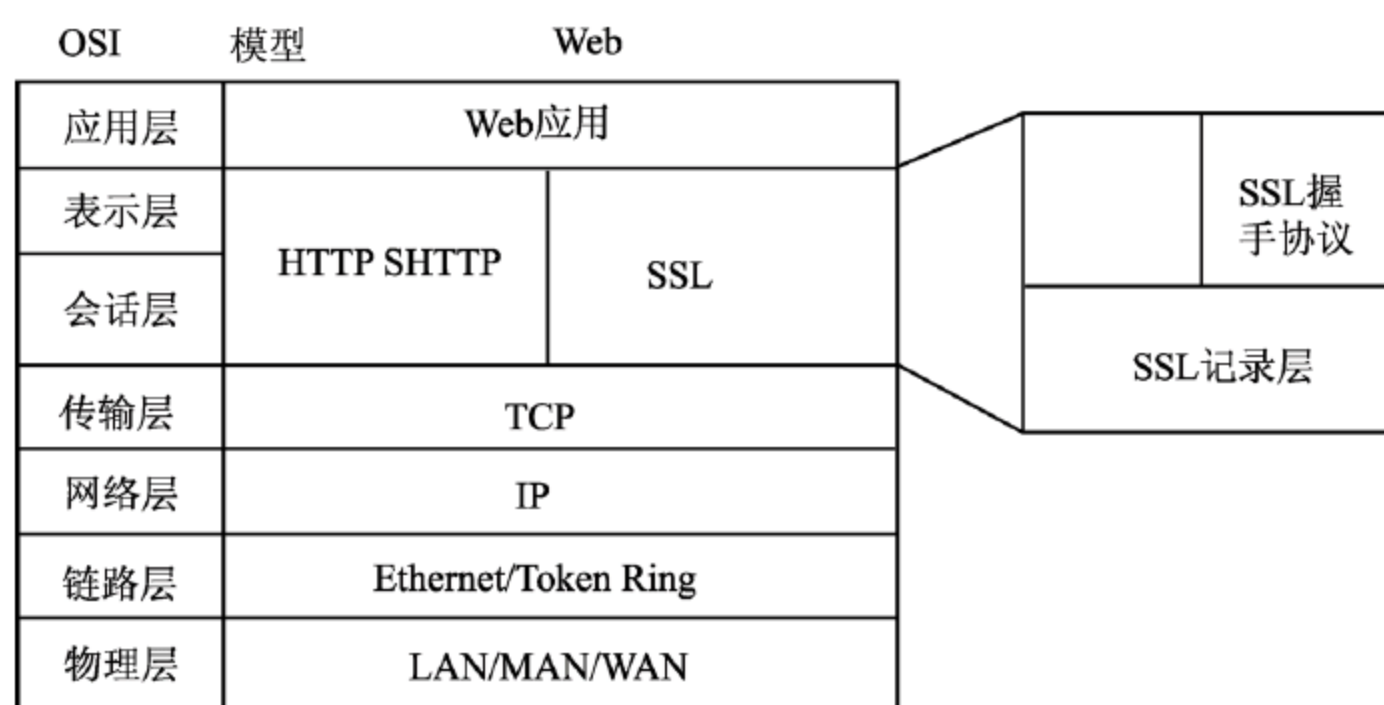 OSI 模型 Web
应用层 Web应用
表示层
HTTP SHTTP SSL
会话层
传输层 TCP
网络层 IP
链路层 Ethernet/Token Ring
物理层 LAN/MAN/WAN
SSL握
手协议
SSL记录层